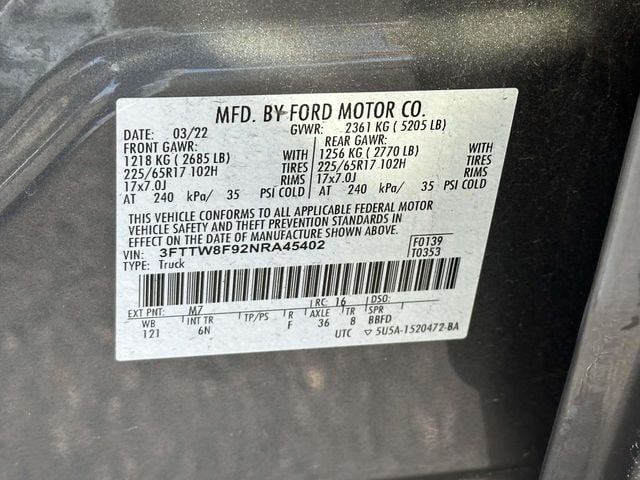 MFD. BY FORD MOTOR CO.
DATE: 03/22 GVWR: 2361 KG ( 5205 LB)
FRONT GAWR: REAR GAWR:
1218 KG ( 2685 LB) WITH 1256 KG ( 2770 LB) WITH
225/65R17 102H TIRES 225/65R17 102H TIRES
17x7.0J RIMS 17x7.0J RIMS
AT 240 kPa/ 35 PSI COLD AT 240 kPa/ 35 PSI COLD
THIS VEHICLE CONFORMS TO ALL APPLICABLE FEDERAL MOTOR
VEHICLE SAFETY AND THEFT PREVENTION STANDARDS IN
EFFECT ON THE DATE OF MANUFACTURE SHOWN ABOVE.
VIN: 3FTTW8F92NRA45402 F0139
TYPE: Truck T0353
EXT PNT: M7 RC: 16 DSO:
WB INT TR TP/PS R AXLE TR SPR
121 6N F 36 8 BBFD
UTC ▽ 5U5A-1520472-BA